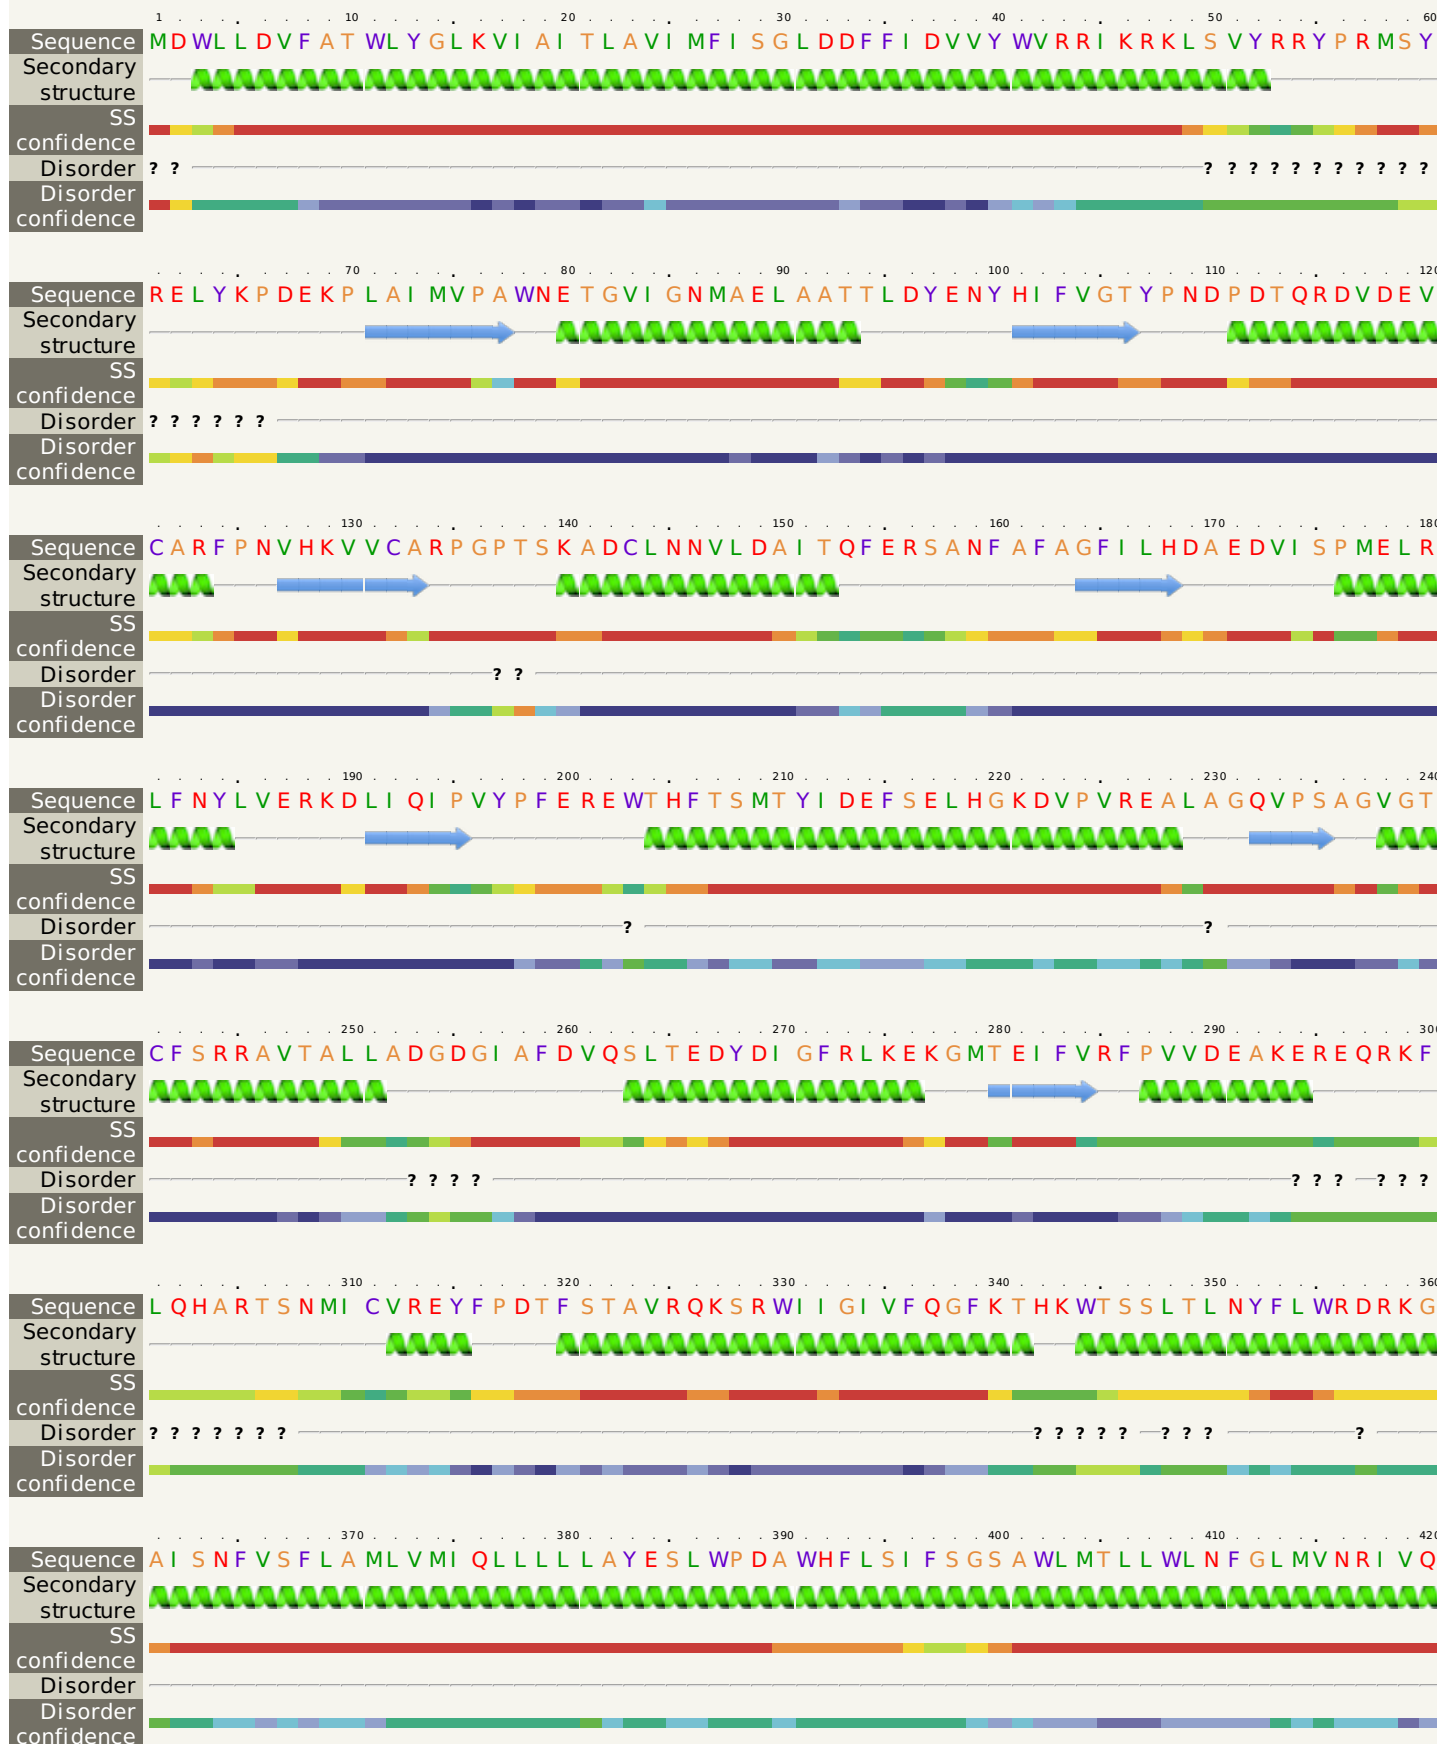 1 10 20 30 40 50 60
Sequence MDWLLDVFATWLYGLKVIAITLAVIMFISGLDDFFIDVVYWVRRIKRKLSVYRRYPRMSY
Secondary
structure
SS
confidence
Disorder ? ? ? ? ? ? ? ? ? ? ? ? ?
Disorder
confidence
70 80 90 100 110 120
Sequence RELYKPDEKPLAIMVPAWNETGVIGNMAELAATTLDYENYHIFVGTYPNDPDTQRDVDEV
Secondary
structure
SS
confidence
Disorder ? ? ? ? ? ?
Disorder
confidence
130 140 150 160 170 180
Sequence CARFPNVHKVVCARPGPTSKADCLNNVLDAITQFERSANFAFAGFILHDAEDVISPMELR
Secondary
structure
SS
confidence
Disorder ? ?
Disorder
confidence
190 200 210 220 230 240
Sequence LFNYLVERKDLIQIPVYPFEREWTHFTSMTYIDEFSELHGKDVPVREALAGQVPSAGVGT
Secondary
structure
SS
confidence
Disorder ? ?
Disorder
confidence
250 260 270 280 290 300
Sequence CFSRRAVTALLADGDGIAFDVQSLTEDYDIGFRLKEKGMTEIFVRFPVVDEAKEREQRKF
Secondary
structure
SS
confidence
Disorder ? ? ? ? ? ? ? ? ? ?
Disorder
confidence
310 320 330 340 350 360
Sequence LQHARTSNMICVREYFPDTFSTAVRQKSRWIIGIVFQGFKTHKWTSSLTLNYFLWRDRKG
Secondary
structure
SS
confidence
Disorder ? ? ? ? ? ? ? ? ? ? ? ? ? ? ? ?
Disorder
confidence
370 380 390 400 410 420
Sequence AISNFVSFLAMLVMIQLLLLLAYESLWPDAWHFLSIFSGSAWLMTLLWLNFGLMVNRIVQ
Secondary
structure
SS
confidence
Disorder
Disorder
confidence